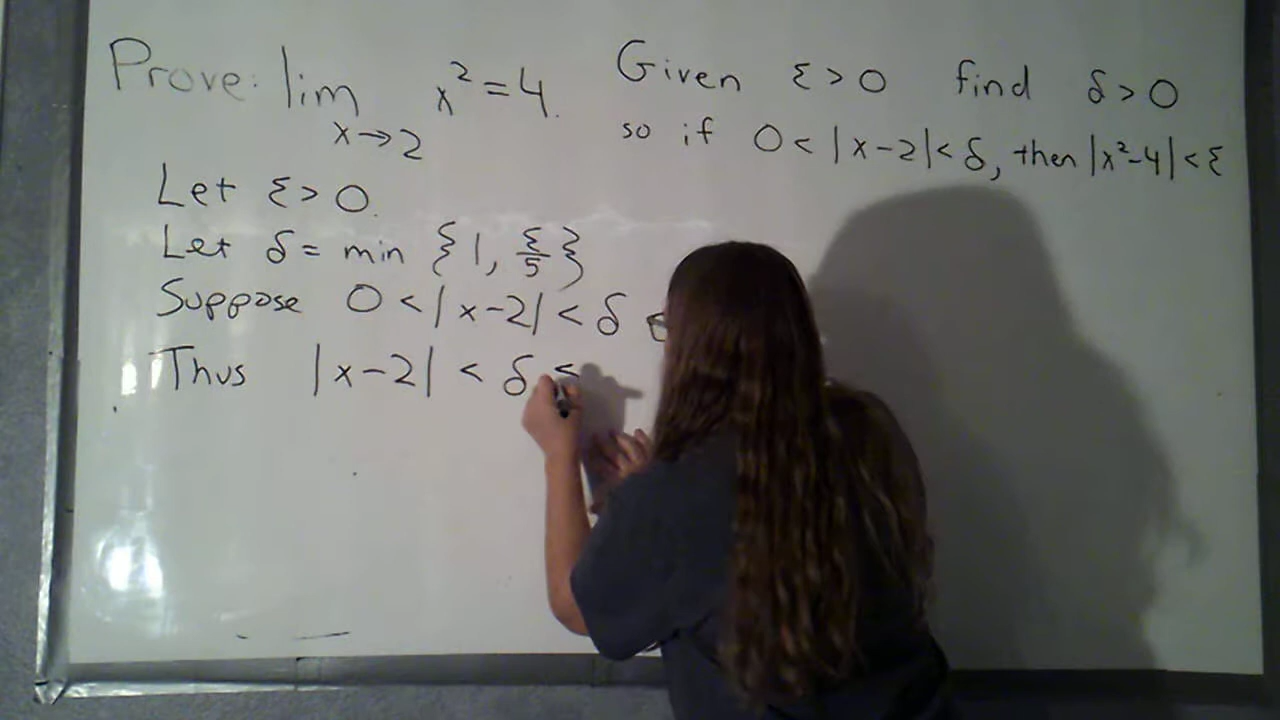 Prove: lim x→2 x² = 4.
Given ε > 0 find δ > 0
so if 0 < |x-2| < δ, then |x²-4| < ε
Let ε > 0.
Let δ = min {1, ε/5}
Suppose 0 < |x-2| < δ
Thus |x-2| < δ <